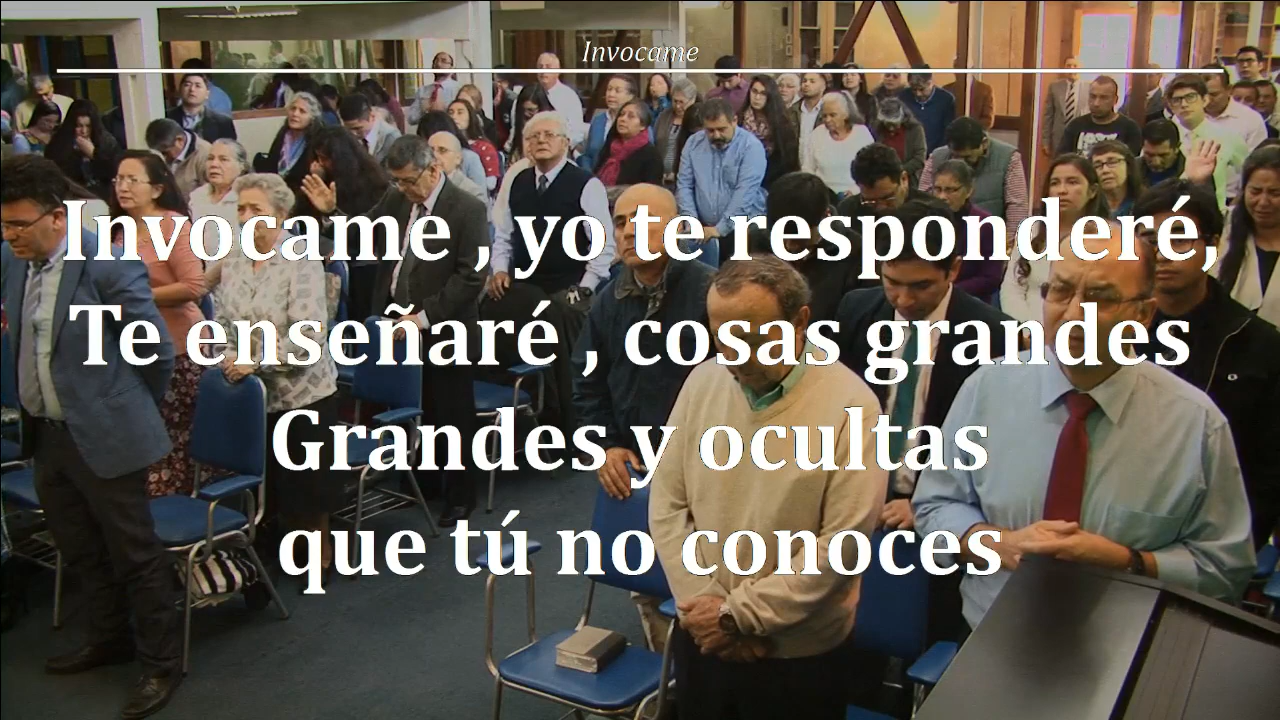 Invocame
Invocame , yo te responderé,
Te enseñaré , cosas grandes
Grandes y ocultas
que tú no conoces